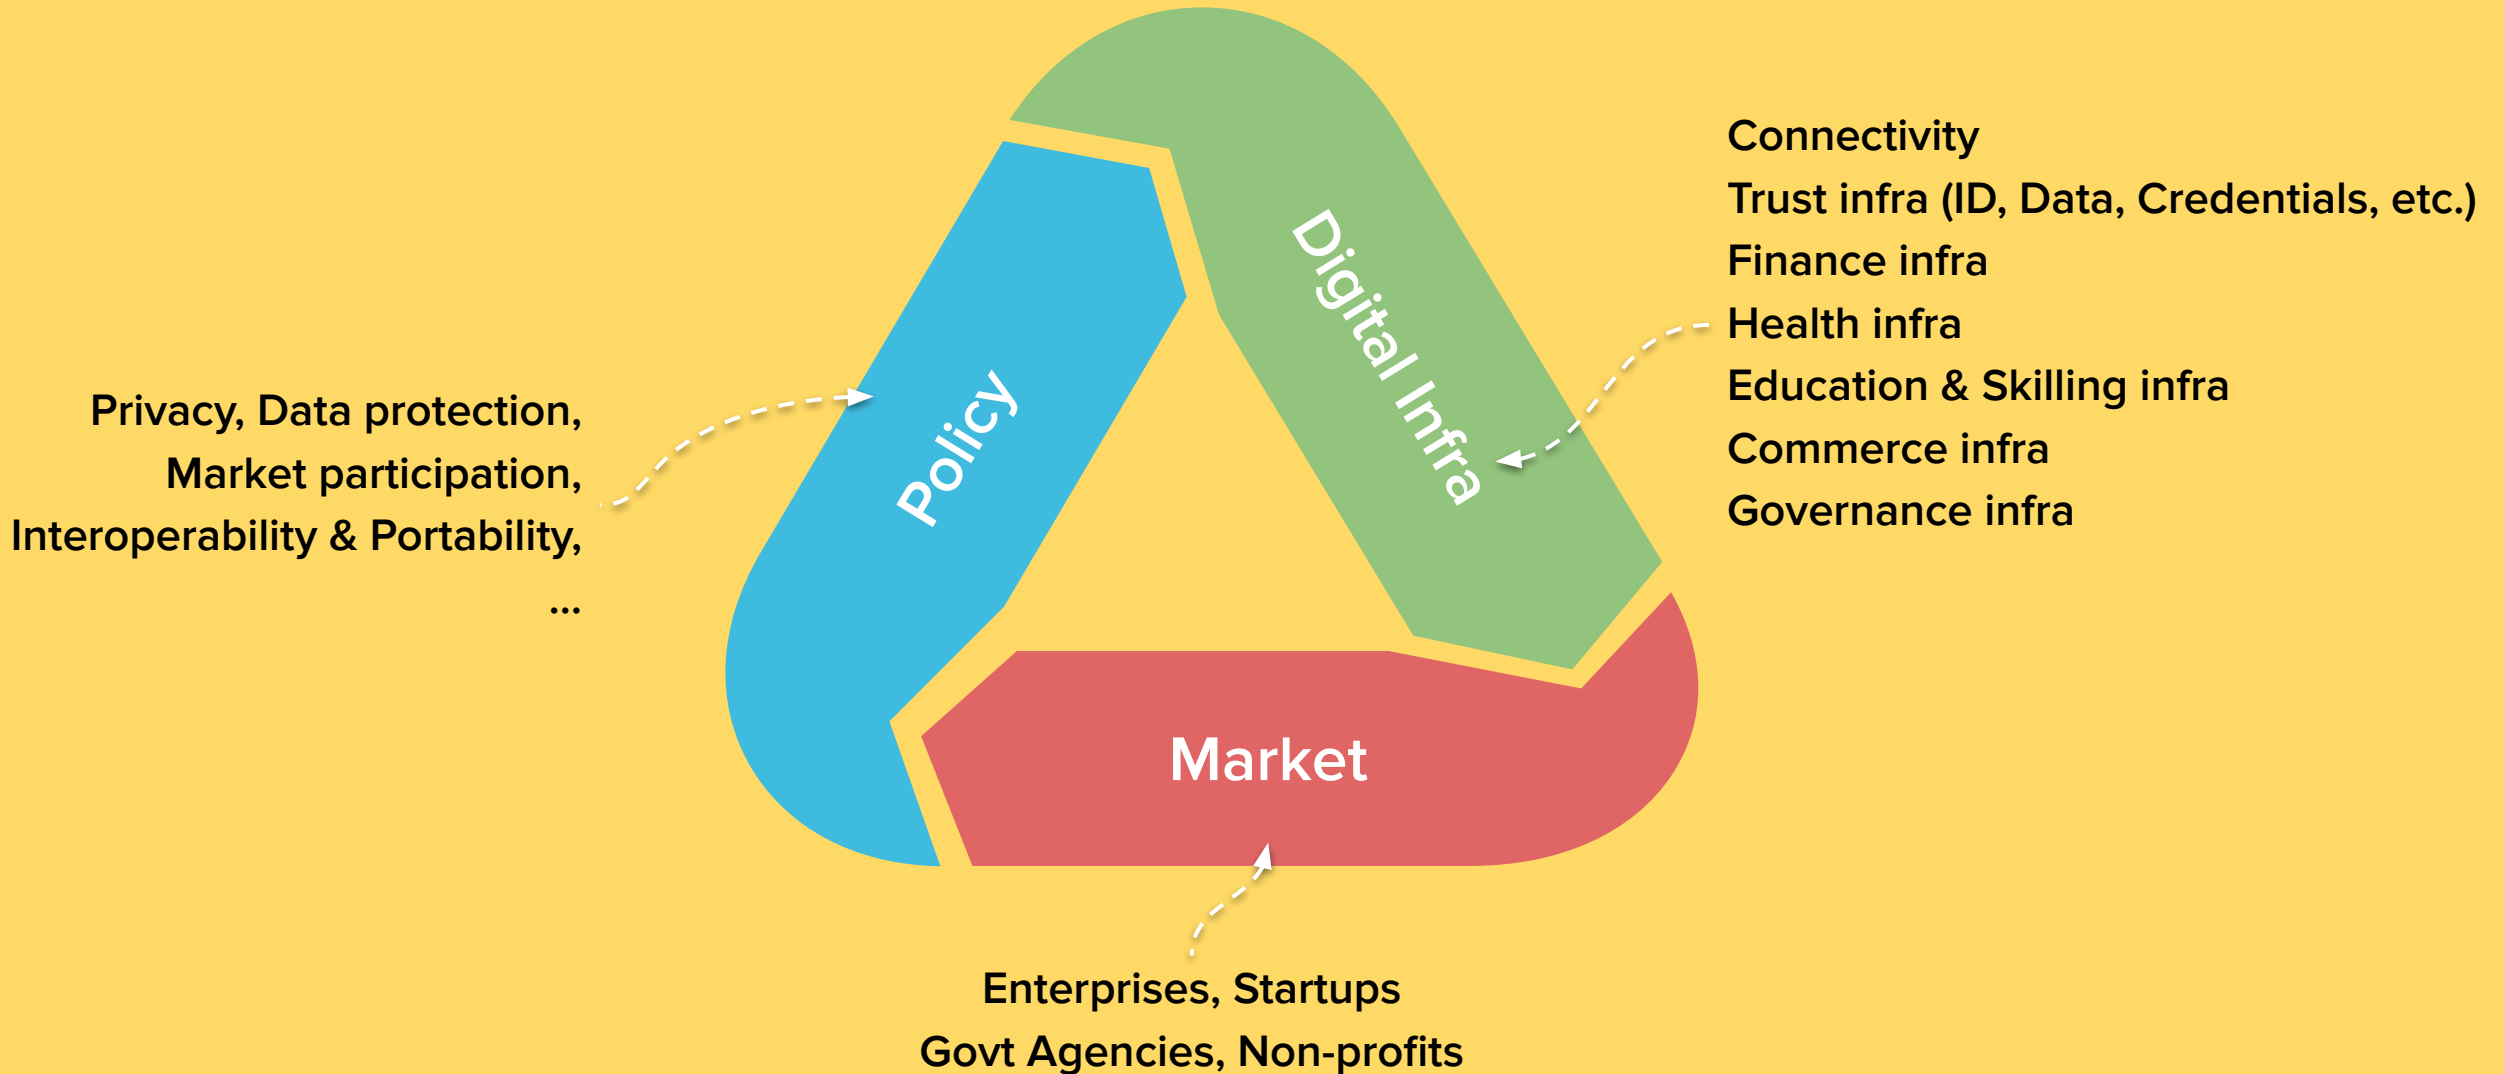 Policy
Digital Infra
Market
Privacy, Data protection,
Market participation,
Interoperability & Portability,
...
Connectivity
Trust infra (ID, Data, Credentials, etc.)
Finance infra
Health infra
Education & Skilling infra
Commerce infra
Governance infra
Enterprises, Startups
Govt Agencies, Non-profits